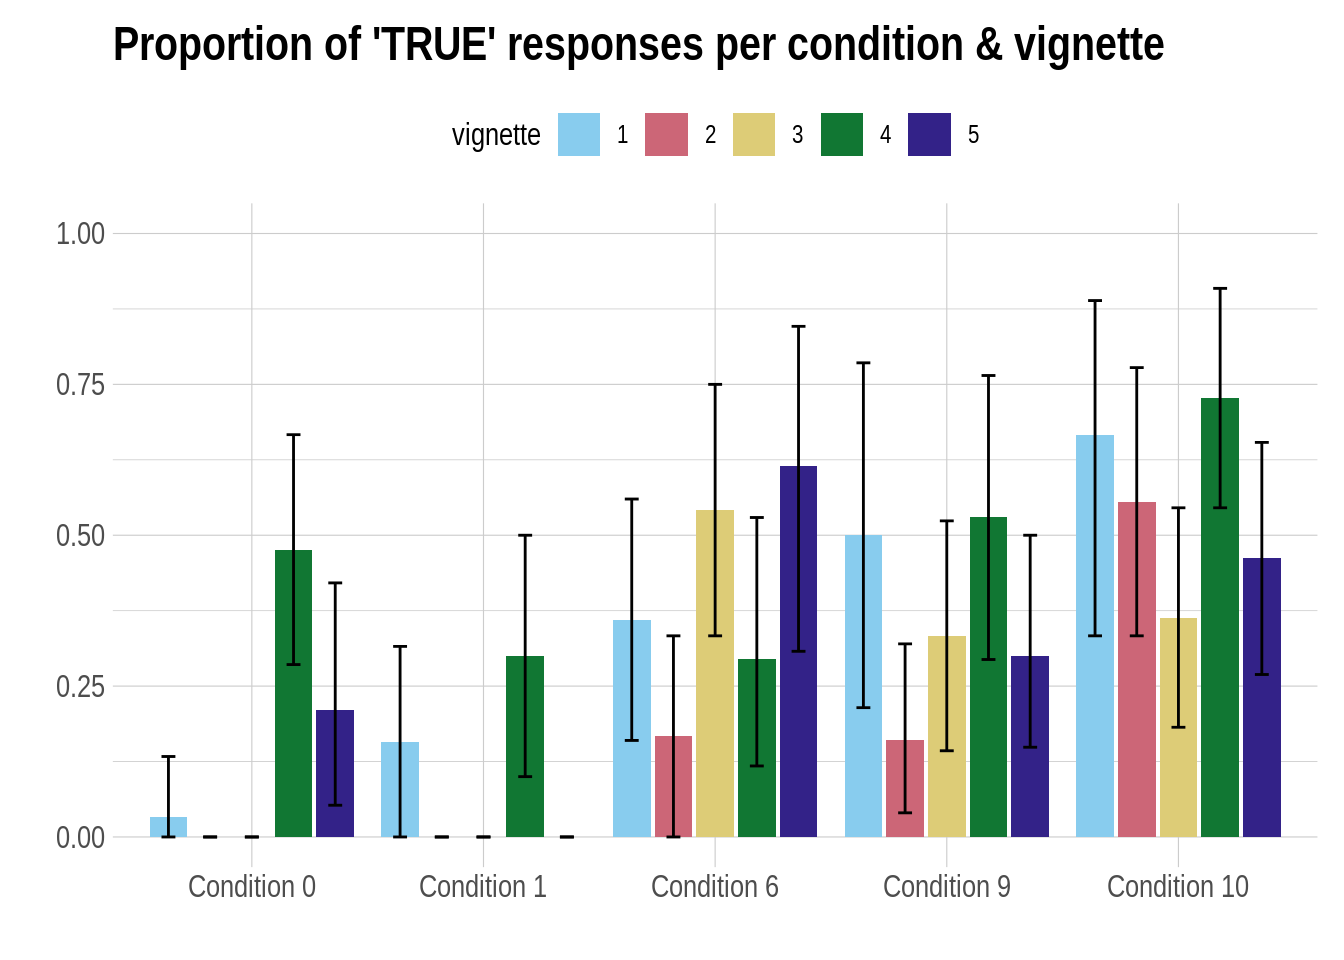 Proportion of 'TRUE' responses per condition & vignette
vignette 1 2 3 4 5
1.00
0.75
0.50
0.25
0.00
Condition 0 Condition 1 Condition 6 Condition 9 Condition 10